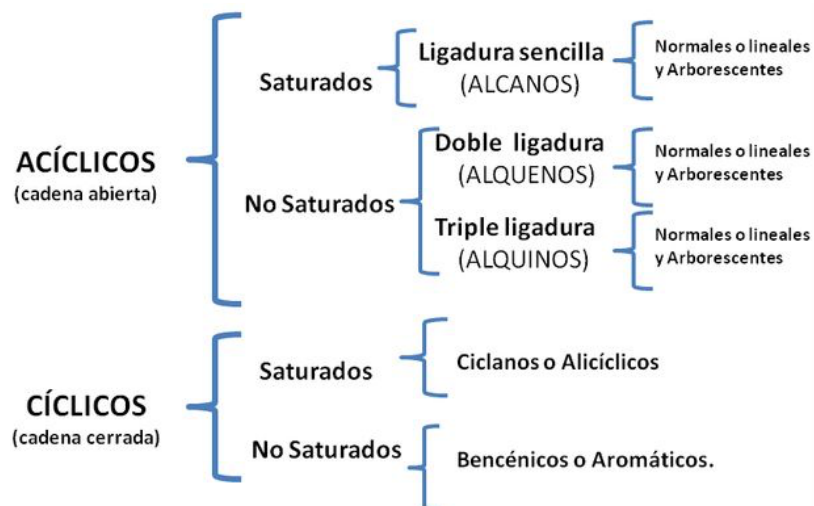 ACÍCLICOS
(cadena abierta)
Saturados
Ligadura sencilla
(ALCANOS)
Normales o lineales
y Arborescentes
No Saturados
Doble ligadura
(ALQUENOS)
Normales o lineales
y Arborescentes
Triple ligadura
(ALQUINOS)
Normales o lineales
y Arborescentes
CÍCLICOS
(cadena cerrada)
Saturados
Ciclanos o Alicíclicos
No Saturados
Bencénicos o Aromáticos.